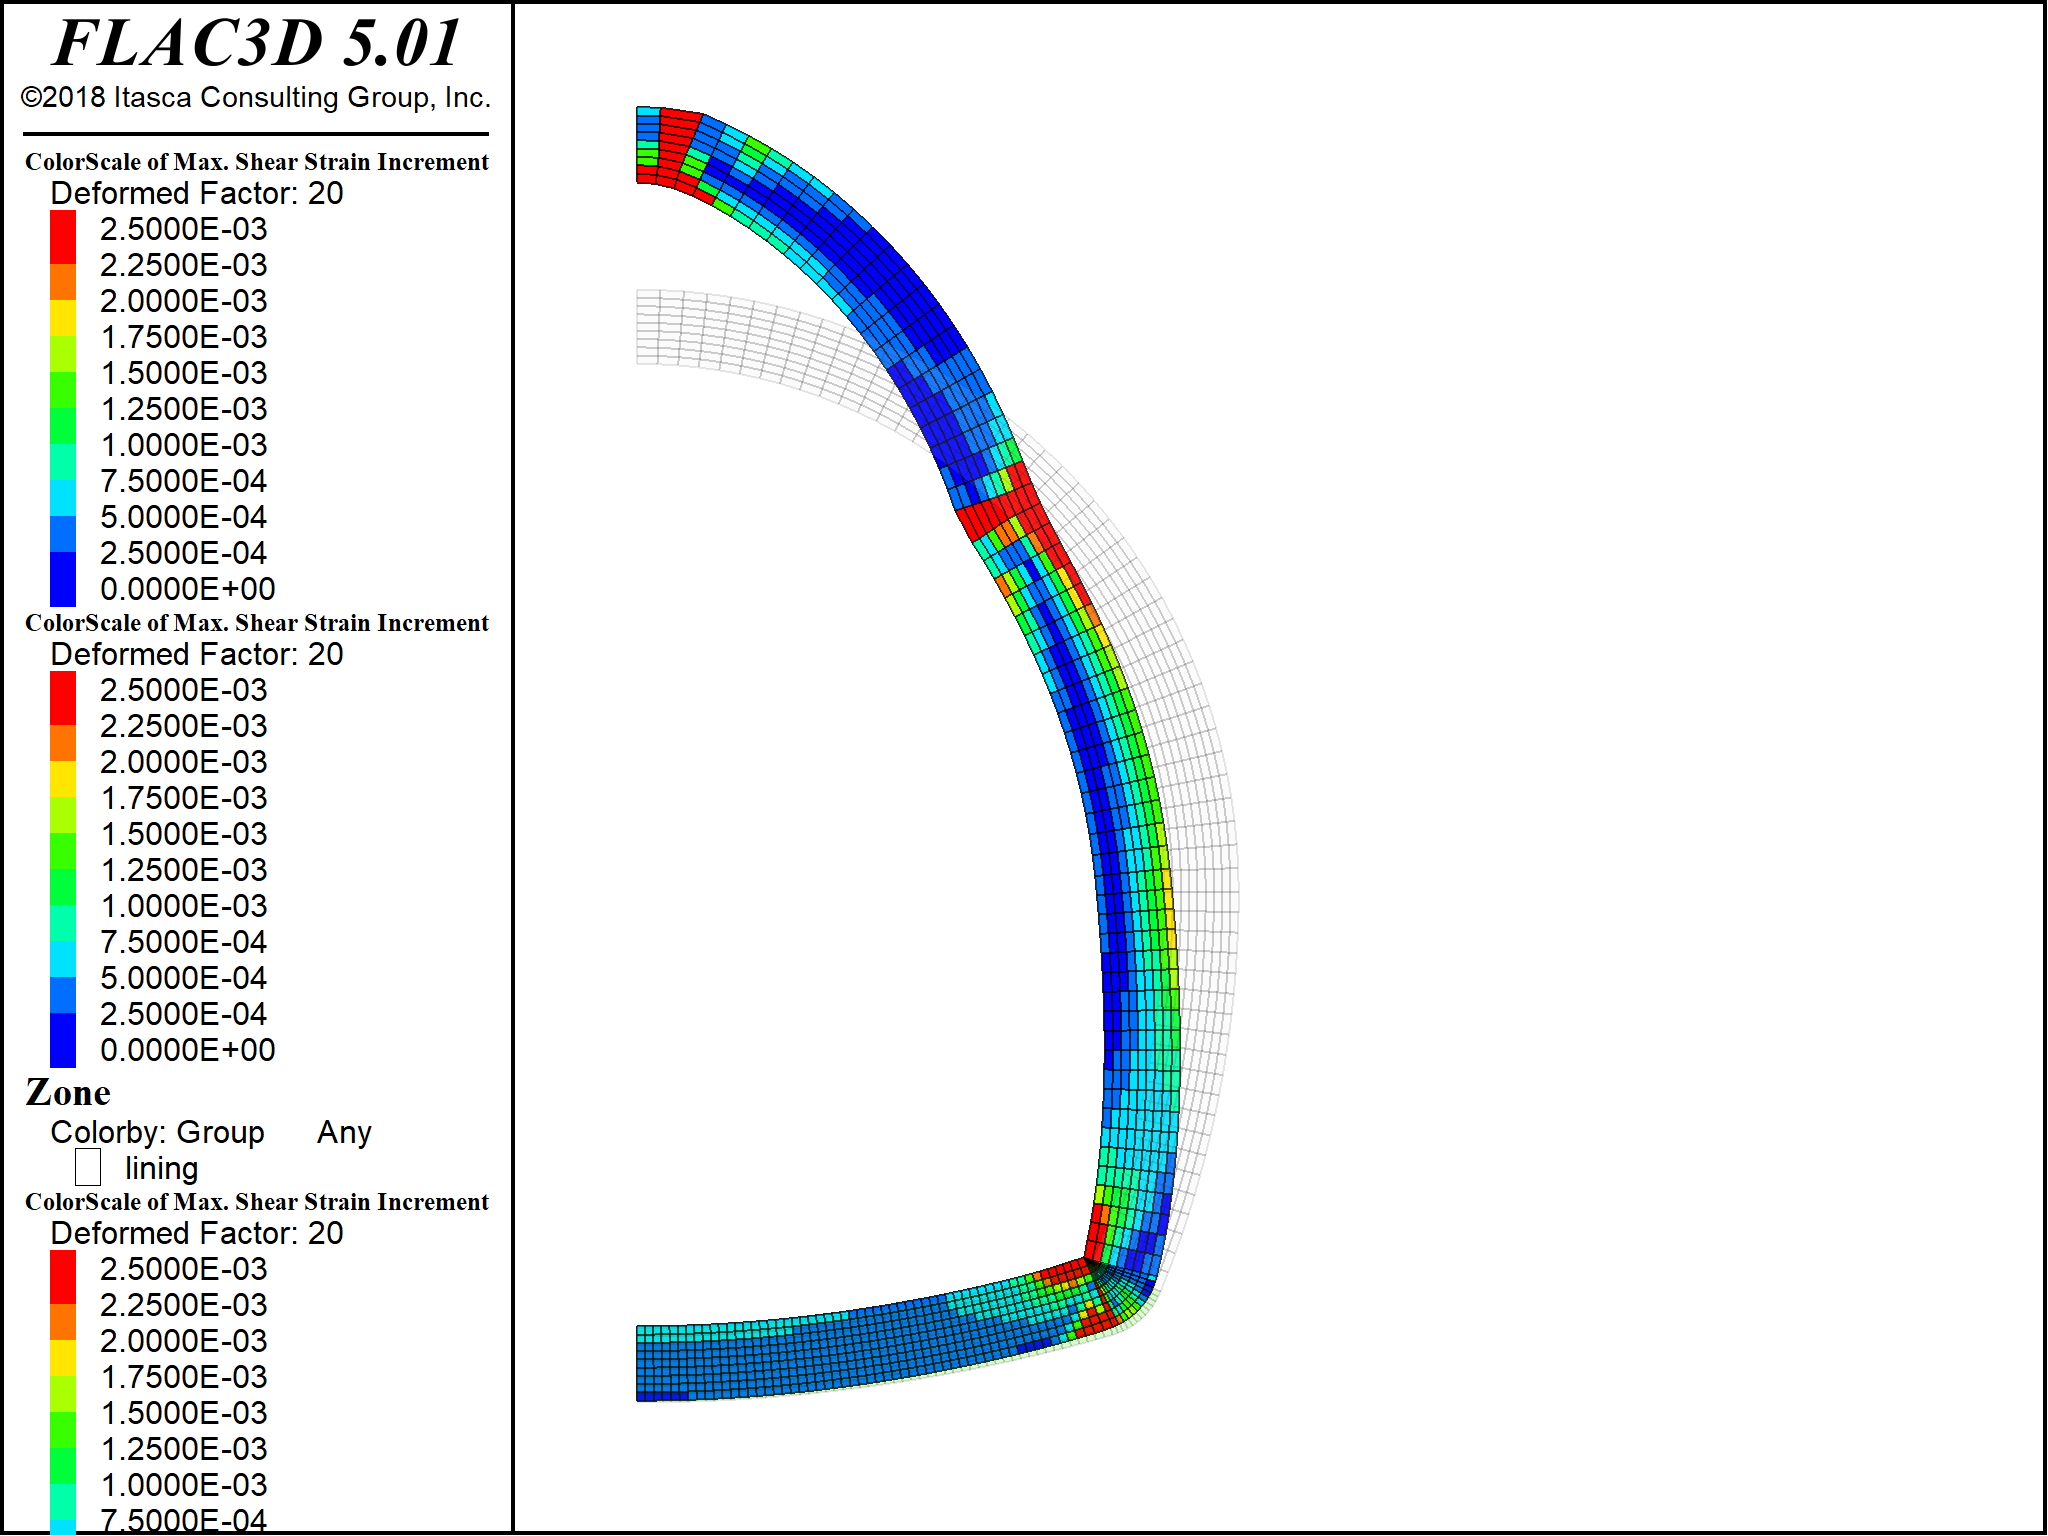 FLAC3D 5.01
©2018 Itasca Consulting Group, Inc.
ColorScale of Max. Shear Strain Increment
Deformed Factor: 20
2.5000E-03
2.2500E-03
2.0000E-03
1.7500E-03
1.5000E-03
1.2500E-03
1.0000E-03
7.5000E-04
5.0000E-04
2.5000E-04
0.0000E+00
ColorScale of Max. Shear Strain Increment
Deformed Factor: 20
2.5000E-03
2.2500E-03
2.0000E-03
1.7500E-03
1.5000E-03
1.2500E-03
1.0000E-03
7.5000E-04
5.0000E-04
2.5000E-04
0.0000E+00
Zone
Colorby: Group Any
lining
ColorScale of Max. Shear Strain Increment
Deformed Factor: 20
2.5000E-03
2.2500E-03
2.0000E-03
1.7500E-03
1.5000E-03
1.2500E-03
1.0000E-03
7.5000E-04